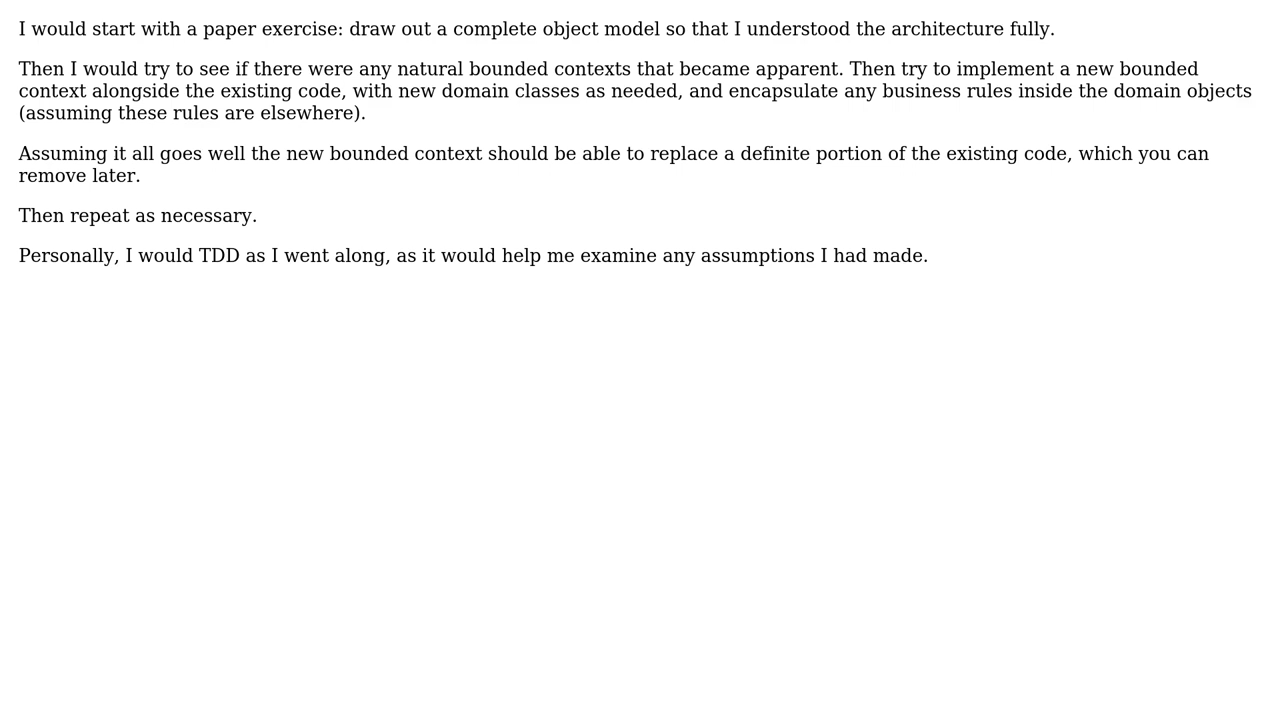 I would start with a paper exercise: draw out a complete object model so that I understood the architecture fully.
Then I would try to see if there were any natural bounded contexts that became apparent. Then try to implement a new bounded
context alongside the existing code, with new domain classes as needed, and encapsulate any business rules inside the domain objects
(assuming these rules are elsewhere).
Assuming it all goes well the new bounded context should be able to replace a definite portion of the existing code, which you can
remove later.
Then repeat as necessary.
Personally, I would TDD as I went along, as it would help me examine any assumptions I had made.